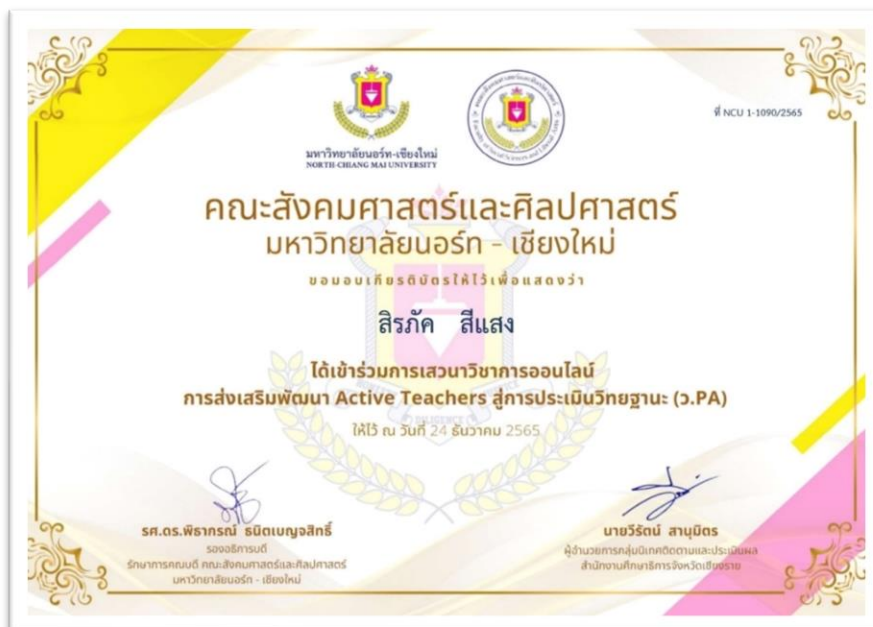 ที่ NCU 1-1090/2565
มหาวิทยาลัยนอร์ท-เชียงใหม่
NORTH-CHIANG MAI UNIVERSITY
คณะสังคมศาสตร์และศิลปศาสตร์
มหาวิทยาลัยนอร์ท - เชียงใหม่
ขอมอบเกียรติบัตรให้ไว้เพื่อแสดงว่า
สิรภัค สีแสง
ได้เข้าร่วมการเสวนาวิชาการออนไลน์
การส่งเสริมพัฒนา Active Teachers สู่การประเมินวิทยฐานะ (ว.PA)
ให้ไว้ ณ วันที่ 24 ธันวาคม 2565
รศ.ดร.พิธากรณ์ ธนิตเบญจสิทธิ์
รองอธิการบดี
รักษาการคณบดี คณะสังคมศาสตร์และศิลปศาสตร์
มหาวิทยาลัยนอร์ท - เชียงใหม่
นายวีรัตน์ สานุมิตร
ผู้อำนวยการกลุ่มนิเทศติดตามและประเมินผล
สำนักงานศึกษาธิการจังหวัดเชียงราย